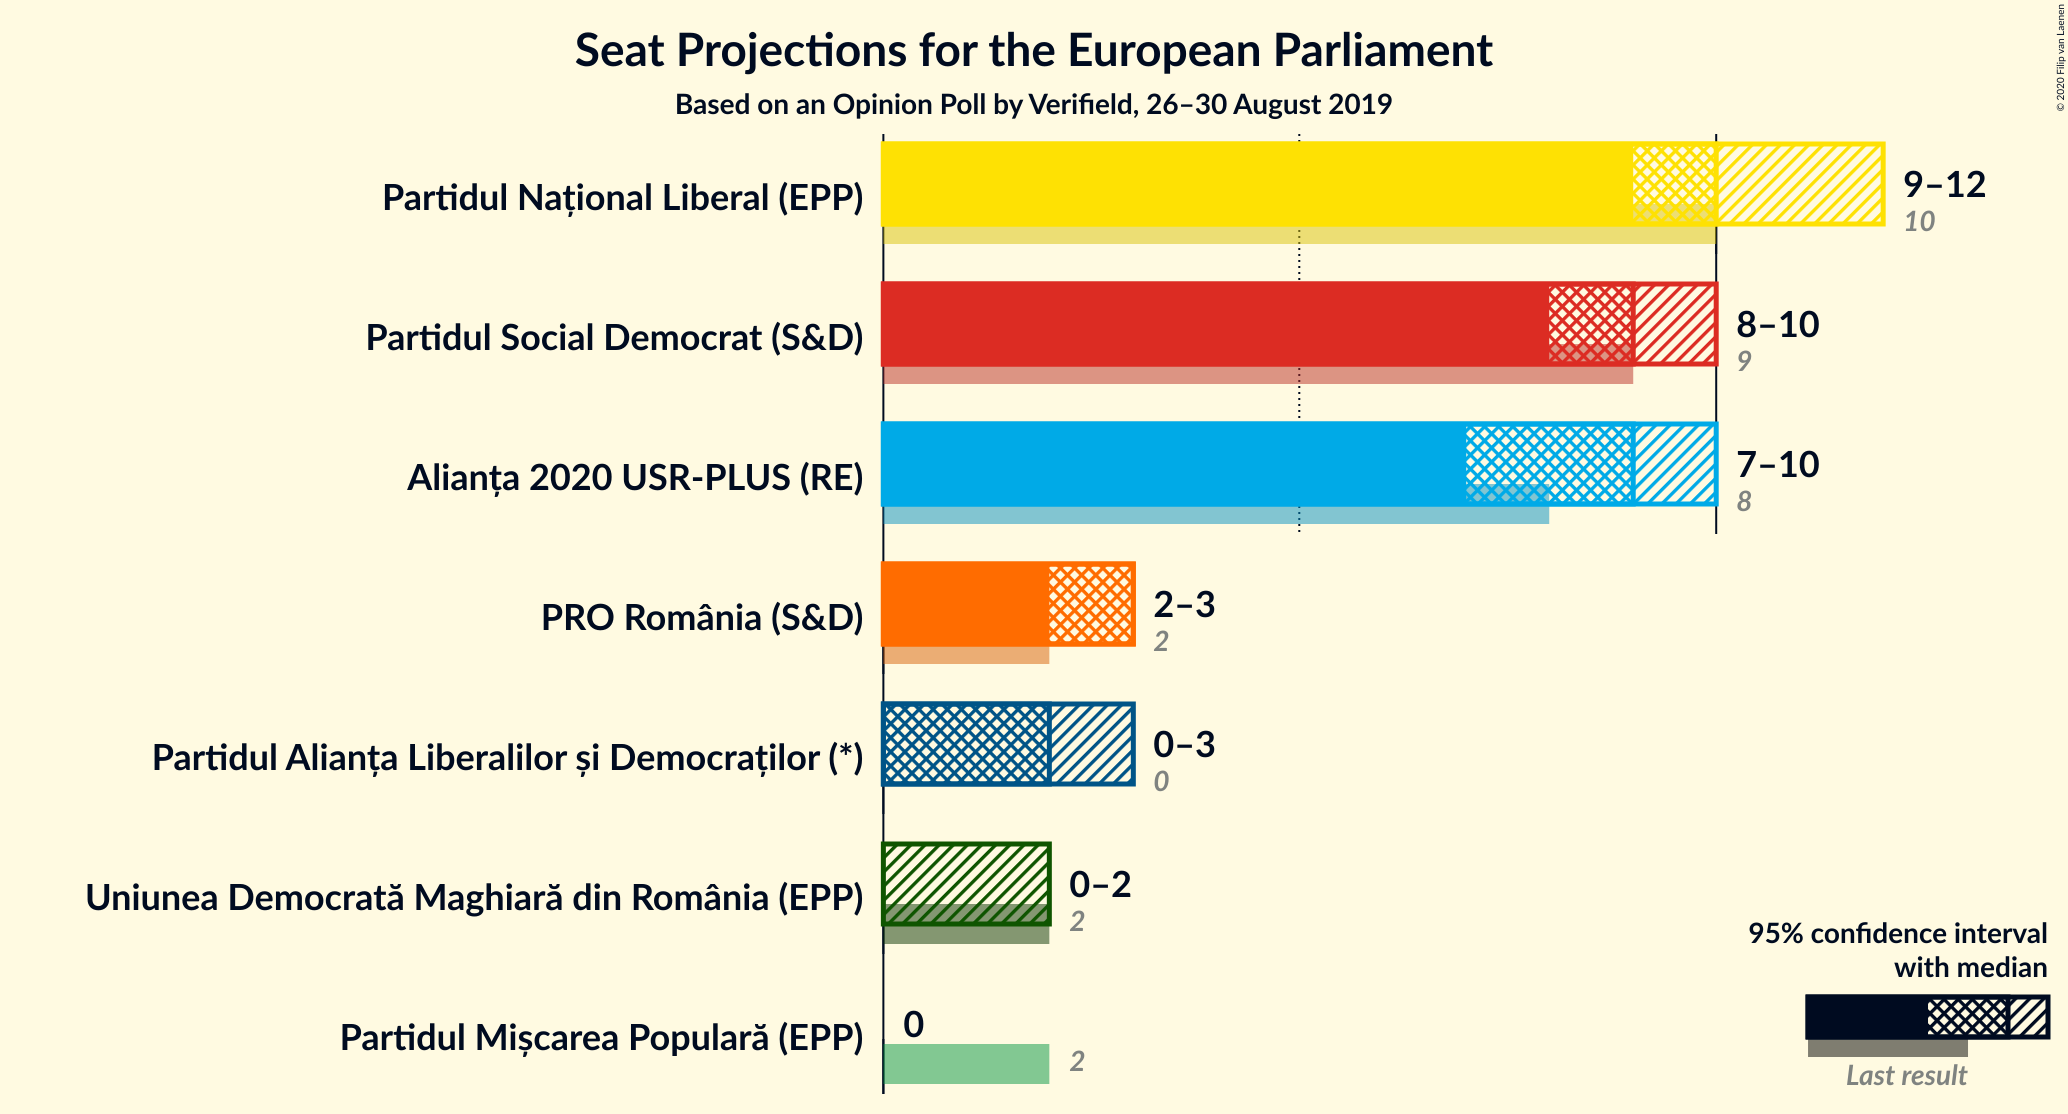 Seat Projections for the European Parliament
Based on an Opinion Poll by Verifield, 26–30 August 2019
© 2020 Filip van Laenen
Partidul Național Liberal (EPP)
9–12
10
Partidul Social Democrat (S&D)
8–10
9
Alianța 2020 USR-PLUS (RE)
7–10
8
PRO România (S&D)
2–3
2
Partidul Alianța Liberalilor și Democraților (*)
0–3
0
Uniunea Democrată Maghiară din România (EPP)
0–2
2
Partidul Mișcarea Populară (EPP)
0
2
95% confidence interval
with median
Last result